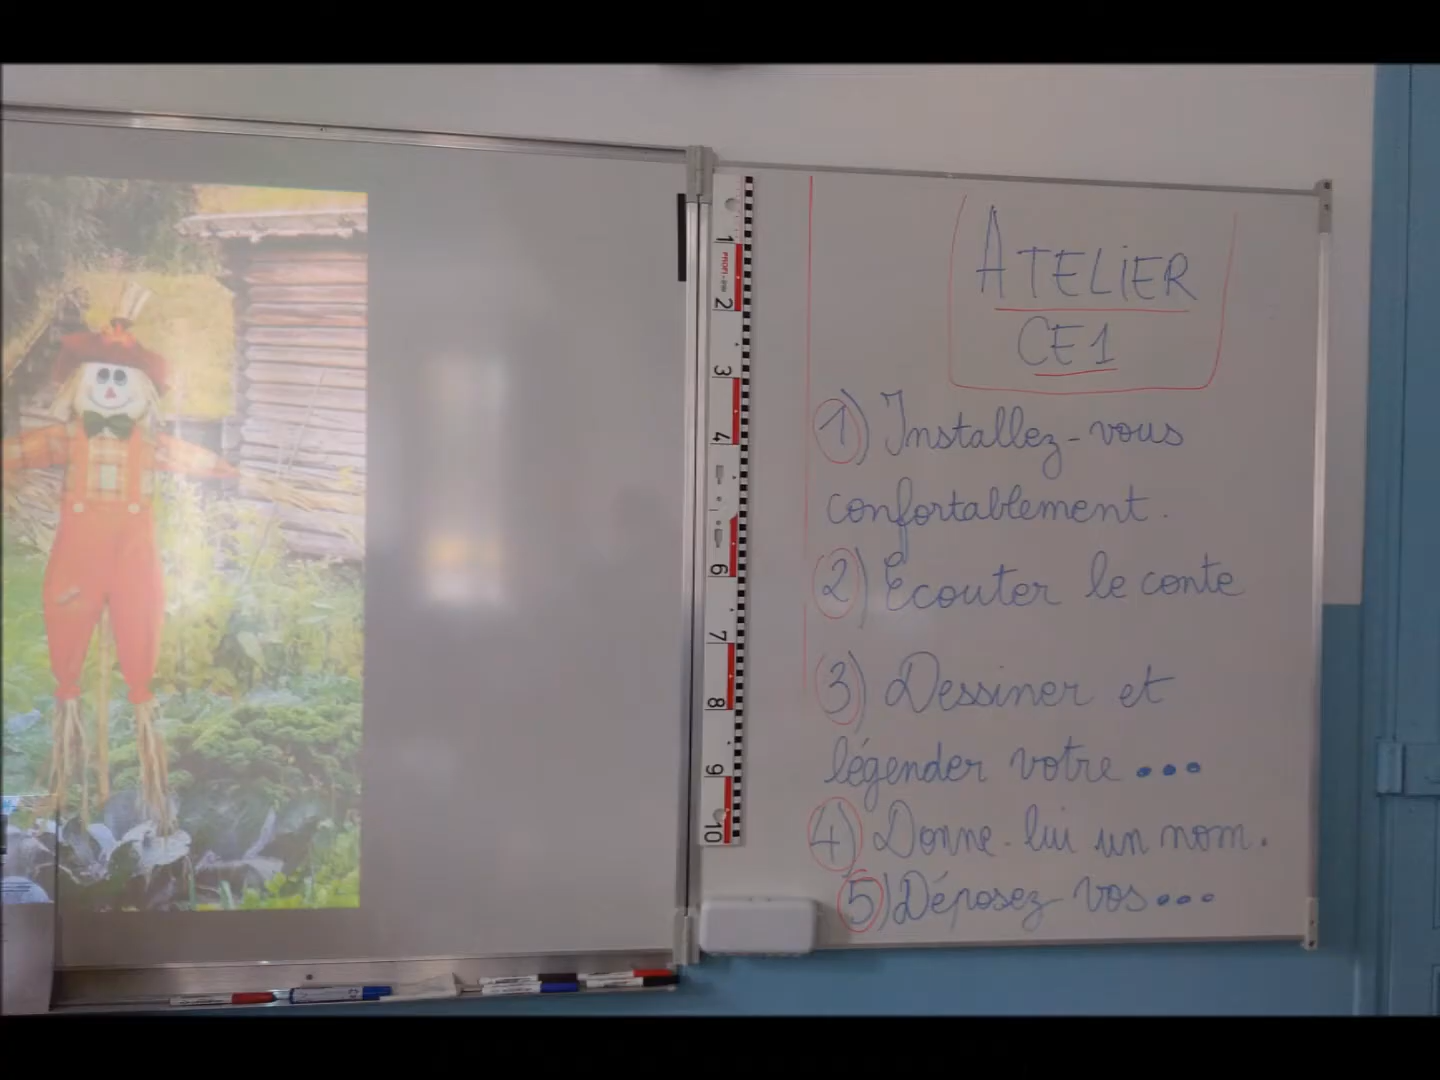 ATELIER
CE1
1) Installez-vous
confortablement.
2) Ecouter le conte
3) Dessiner et
légender votre ...
4) Donne-lui un nom.
5) Déposez vos ...
1
2
3
4
6
7
8
9
10